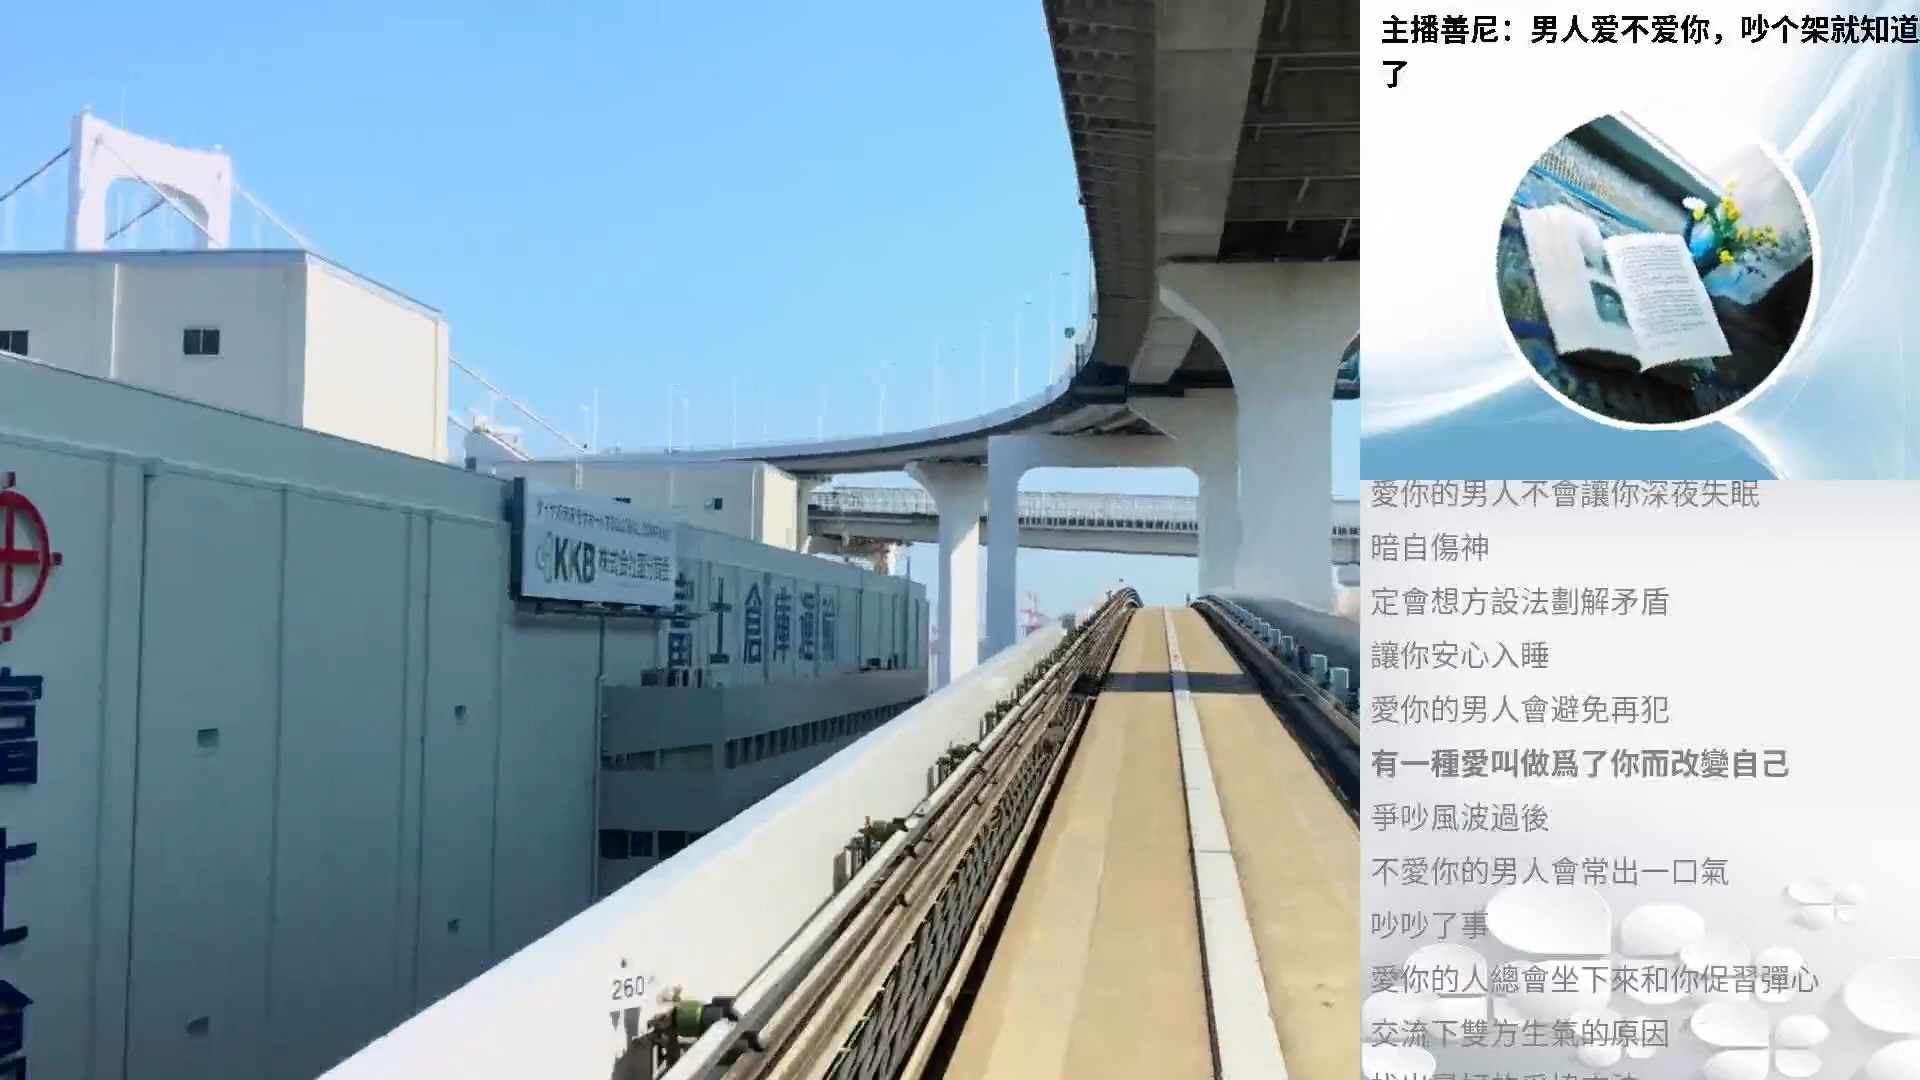 主播善尼：男人爱不爱你，吵个架就知道
了
愛你的男人不會讓你深夜失眠
暗自傷神
定會想方設法劃解矛盾
讓你安心入睡
愛你的男人會避免再犯
有一種愛叫做爲了你而改變自己
爭吵風波過後
不愛你的男人會常出一口氣
吵吵了事
愛你的人總會坐下來和你促習彈心
交流下雙方生氣的原因
KKB 株式会社
富士倉庫運輸
260